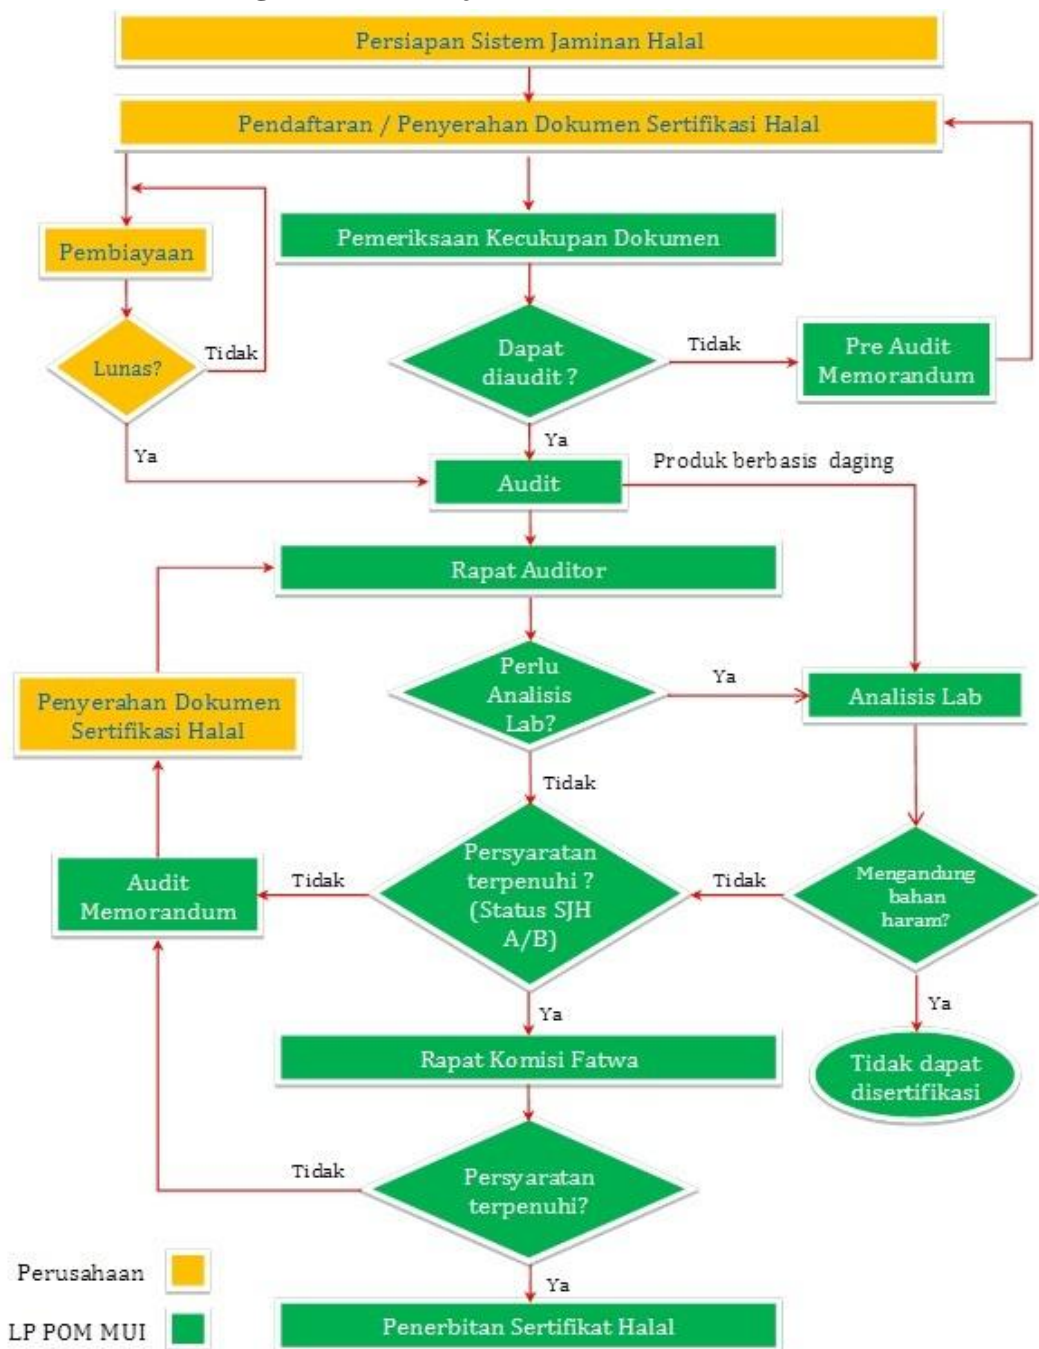 Persiapan Sistem Jaminan Halal
Pendaftaran / Penyerahan Dokumen Sertifikasi Halal
Pembiayaan
Pemeriksaan Kecukupan Dokumen
Lunas?
Tidak
Dapat
diaudit ?
Tidak
Pre Audit
Memorandum
Ya
Ya
Audit
Produk berbasis daging
Rapat Auditor
Perlu
Analisis
Lab?
Ya
Analisis Lab
Penyerahan Dokumen
Sertifikasi Halal
Tidak
Persyaratan
terpenuhi ?
(Status SJH
A/B)
Tidak
Mengandung
bahan
haram?
Tidak
Audit
Memorandum
Ya
Ya
Rapat Komisi Fatwa
Tidak dapat
disertifikasi
Tidak
Persyaratan
terpenuhi?
Ya
Perusahaan
LP POM MUI
Penerbitan Sertifikat Halal